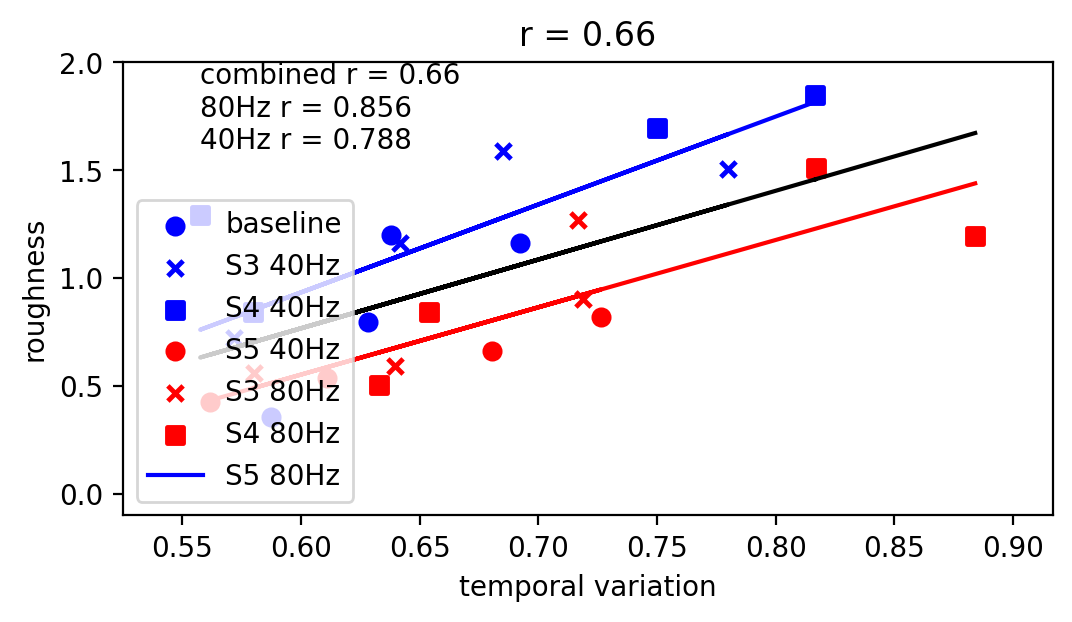 r = 0.66
combined r = 0.66
80Hz r = 0.856
40Hz r = 0.788
baseline
S3 40Hz
S4 40Hz
S5 40Hz
S3 80Hz
S4 80Hz
S5 80Hz
roughness
2.0
1.5
1.0
0.5
0.0
0.55 0.60 0.65 0.70 0.75 0.80 0.85 0.90
temporal variation